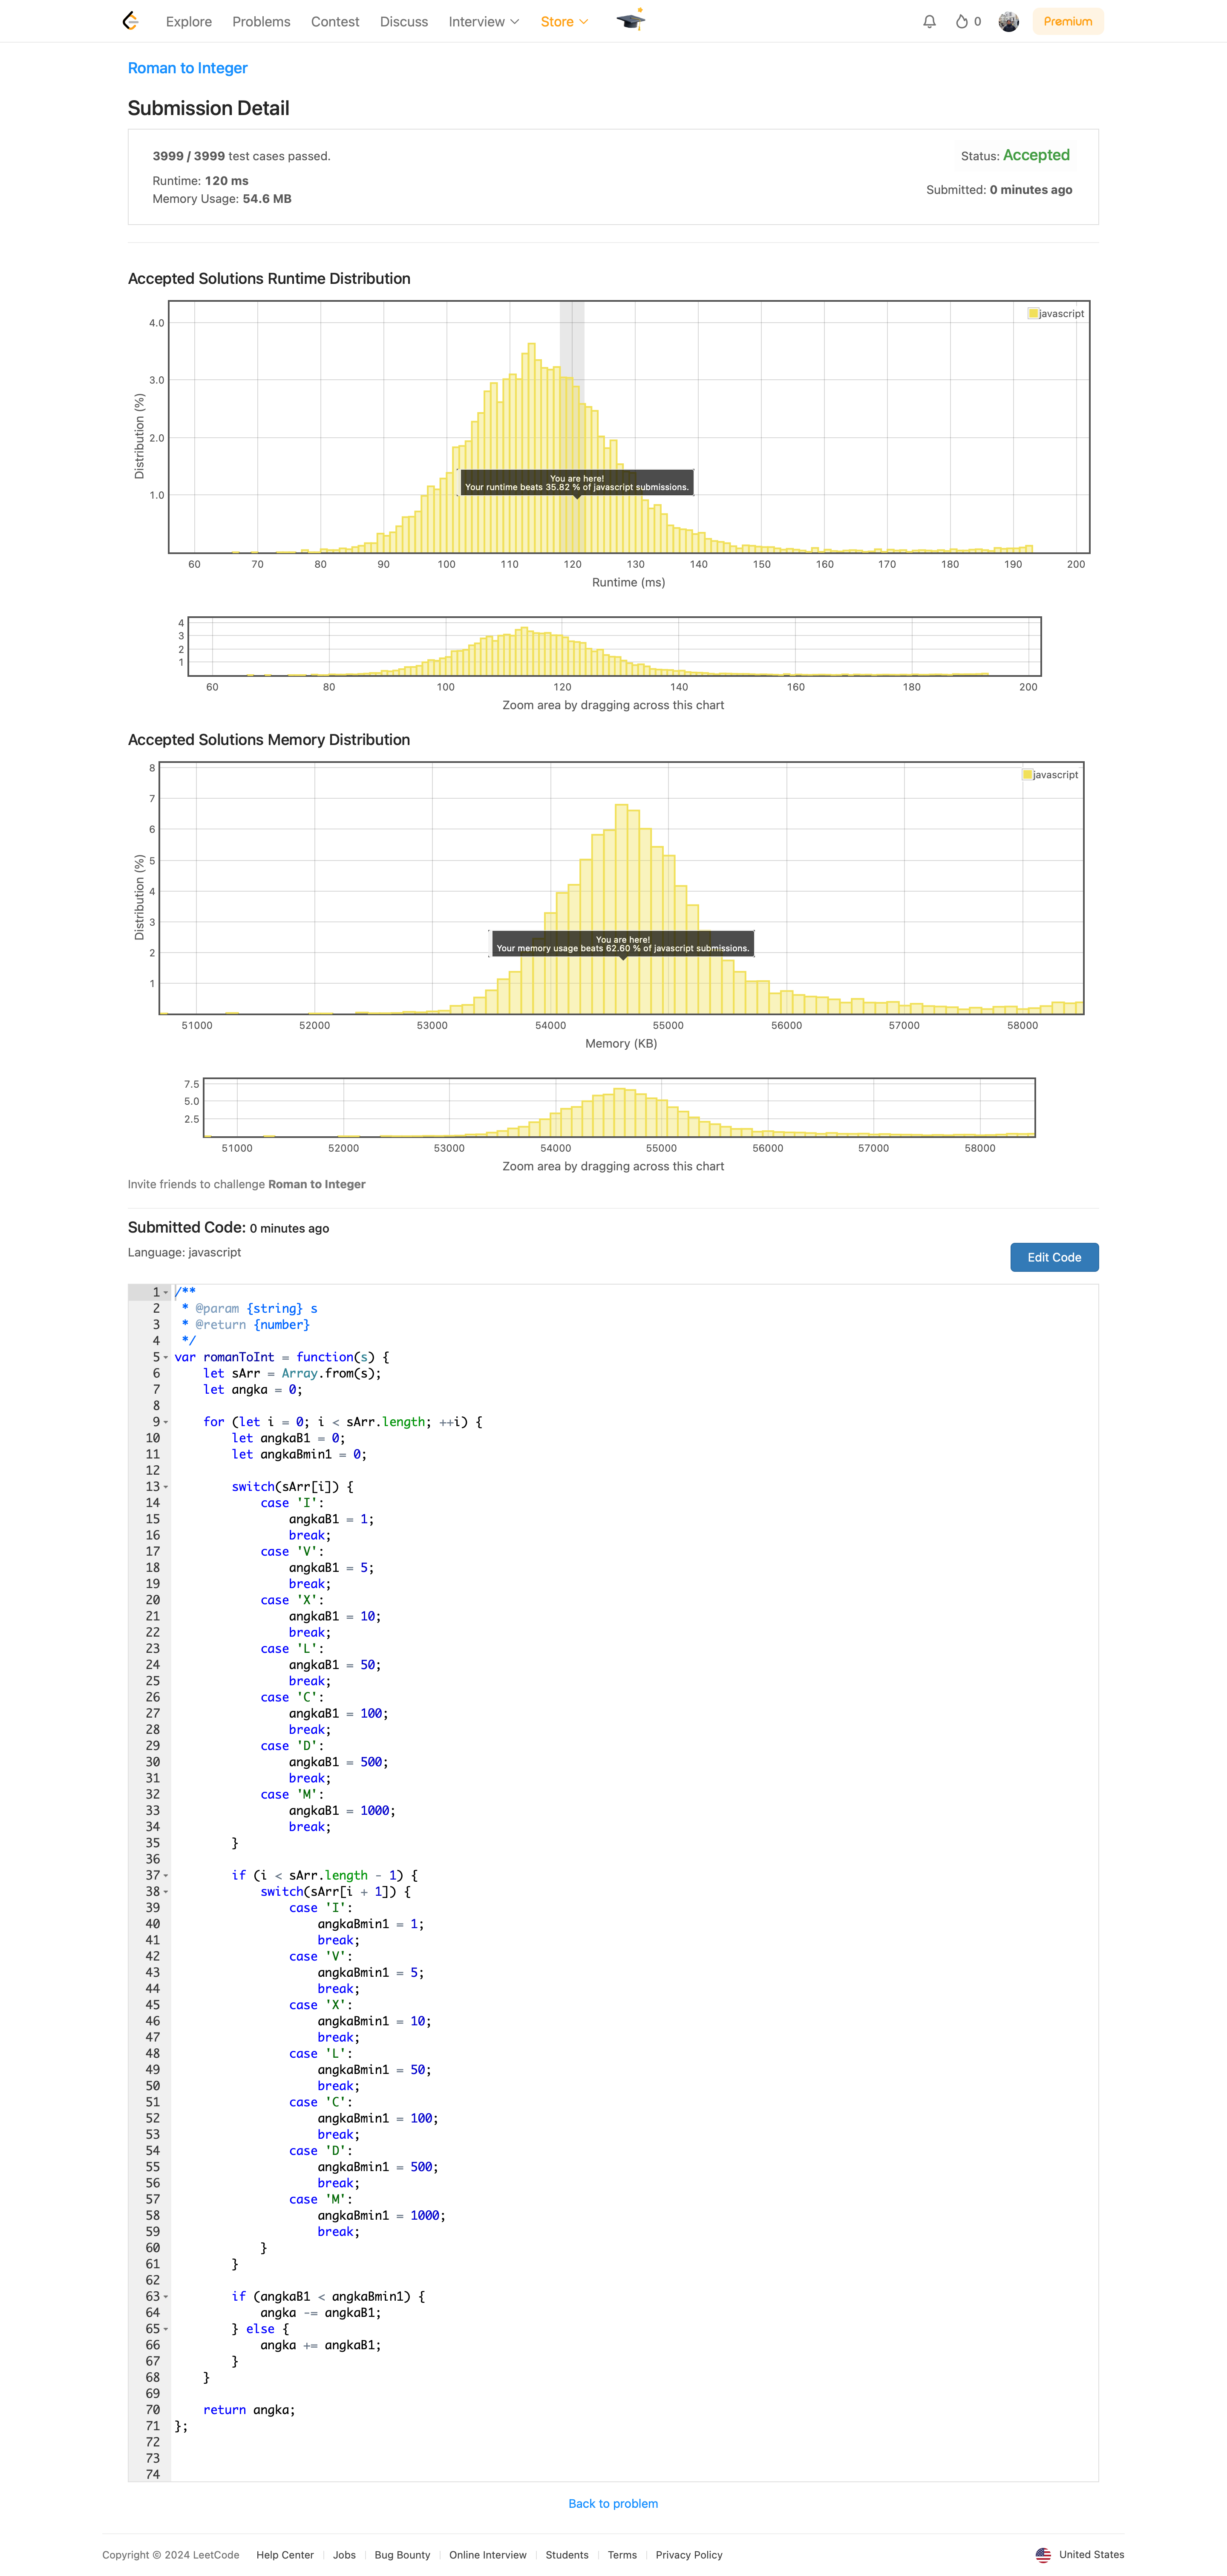 Explore Problems Contest Discuss Interview Store 0 Premium
Roman to Integer
Submission Detail
3999 / 3999 test cases passed.
Status: Accepted
Runtime: 120 ms
Submitted: 0 minutes ago
Memory Usage: 54.6 MB
Accepted Solutions Runtime Distribution
javascript
4.0
3.0
2.0
1.0
Distribution (%)
You are here!
Your runtime beats 35.82 % of javascript submissions.
60 70 80 90 100 110 120 130 140 150 160 170 180 190 200
Runtime (ms)
4
3
2
1
60 80 100 120 140 160 180 200
Zoom area by dragging across this chart
Accepted Solutions Memory Distribution
javascript
8
7
6
5
4
3
2
1
Distribution (%)
You are here!
Your memory usage beats 62.60 % of javascript submissions.
51000 52000 53000 54000 55000 56000 57000 58000
Memory (KB)
7.5
5.0
2.5
51000 52000 53000 54000 55000 56000 57000 58000
Zoom area by dragging across this chart
Invite friends to challenge Roman to Integer
Submitted Code: 0 minutes ago
Language: javascript
Edit Code
1 /**
2  * @param {string} s
3  * @return {number}
4  */
5 var romanToInt = function(s) {
6     let sArr = Array.from(s);
7     let angka = 0;
8
9     for (let i = 0; i < sArr.length; ++i) {
10         let angkaB1 = 0;
11         let angkaBmin1 = 0;
12
13         switch(sArr[i]) {
14             case 'I':
15                 angkaB1 = 1;
16                 break;
17             case 'V':
18                 angkaB1 = 5;
19                 break;
20             case 'X':
21                 angkaB1 = 10;
22                 break;
23             case 'L':
24                 angkaB1 = 50;
25                 break;
26             case 'C':
27                 angkaB1 = 100;
28                 break;
29             case 'D':
30                 angkaB1 = 500;
31                 break;
32             case 'M':
33                 angkaB1 = 1000;
34                 break;
35         }
36
37         if (i < sArr.length - 1) {
38             switch(sArr[i + 1]) {
39                 case 'I':
40                     angkaBmin1 = 1;
41                     break;
42                 case 'V':
43                     angkaBmin1 = 5;
44                     break;
45                 case 'X':
46                     angkaBmin1 = 10;
47                     break;
48                 case 'L':
49                     angkaBmin1 = 50;
50                     break;
51                 case 'C':
52                     angkaBmin1 = 100;
53                     break;
54                 case 'D':
55                     angkaBmin1 = 500;
56                     break;
57                 case 'M':
58                     angkaBmin1 = 1000;
59                     break;
60             }
61         }
62
63         if (angkaB1 < angkaBmin1) {
64             angka -= angkaB1;
65         } else {
66             angka += angkaB1;
67         }
68     }
69
70     return angka;
71 };
72
73
74
Back to problem
Copyright © 2024 LeetCode Help Center | Jobs | Bug Bounty | Online Interview | Students | Terms | Privacy Policy United States